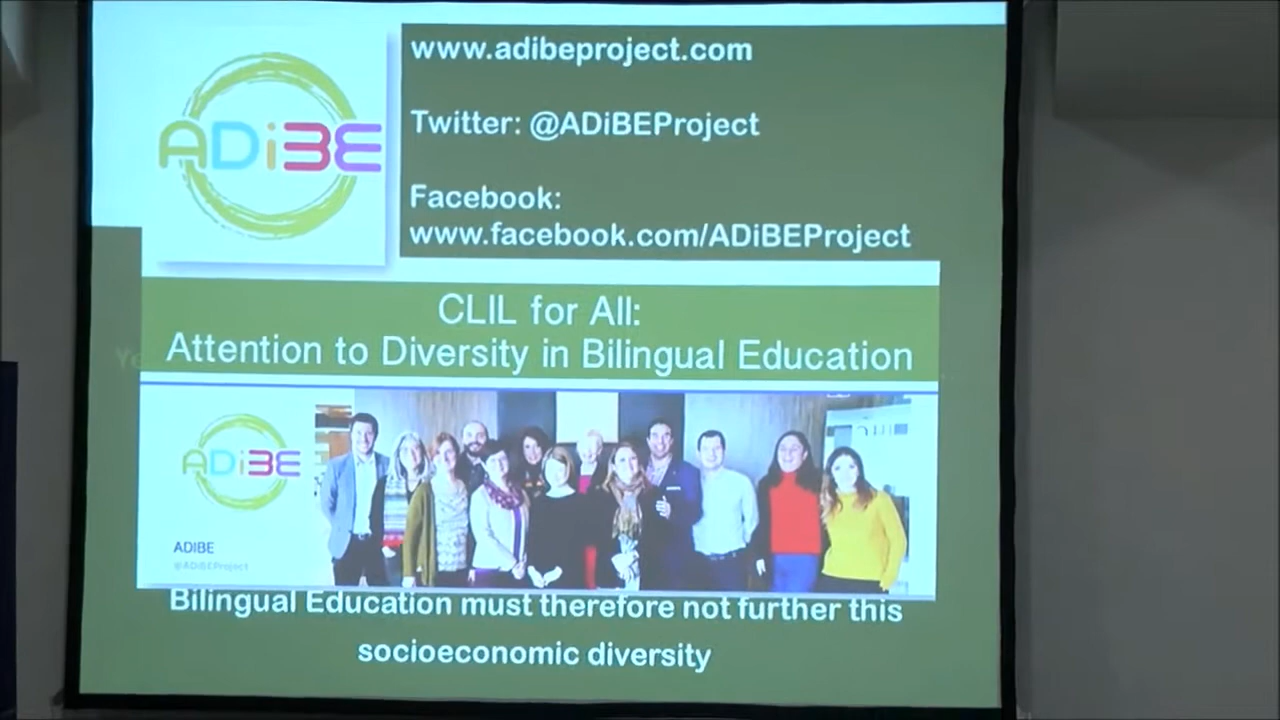 ADiBE
www.adibeproject.com
Twitter: @ADiBEProject
Facebook:
www.facebook.com/ADiBEProject
CLIL for All:
Attention to Diversity in Bilingual Education
ADiBE
ADIBE
@ADiBEProject
Bilingual Education must therefore not further this
socioeconomic diversity